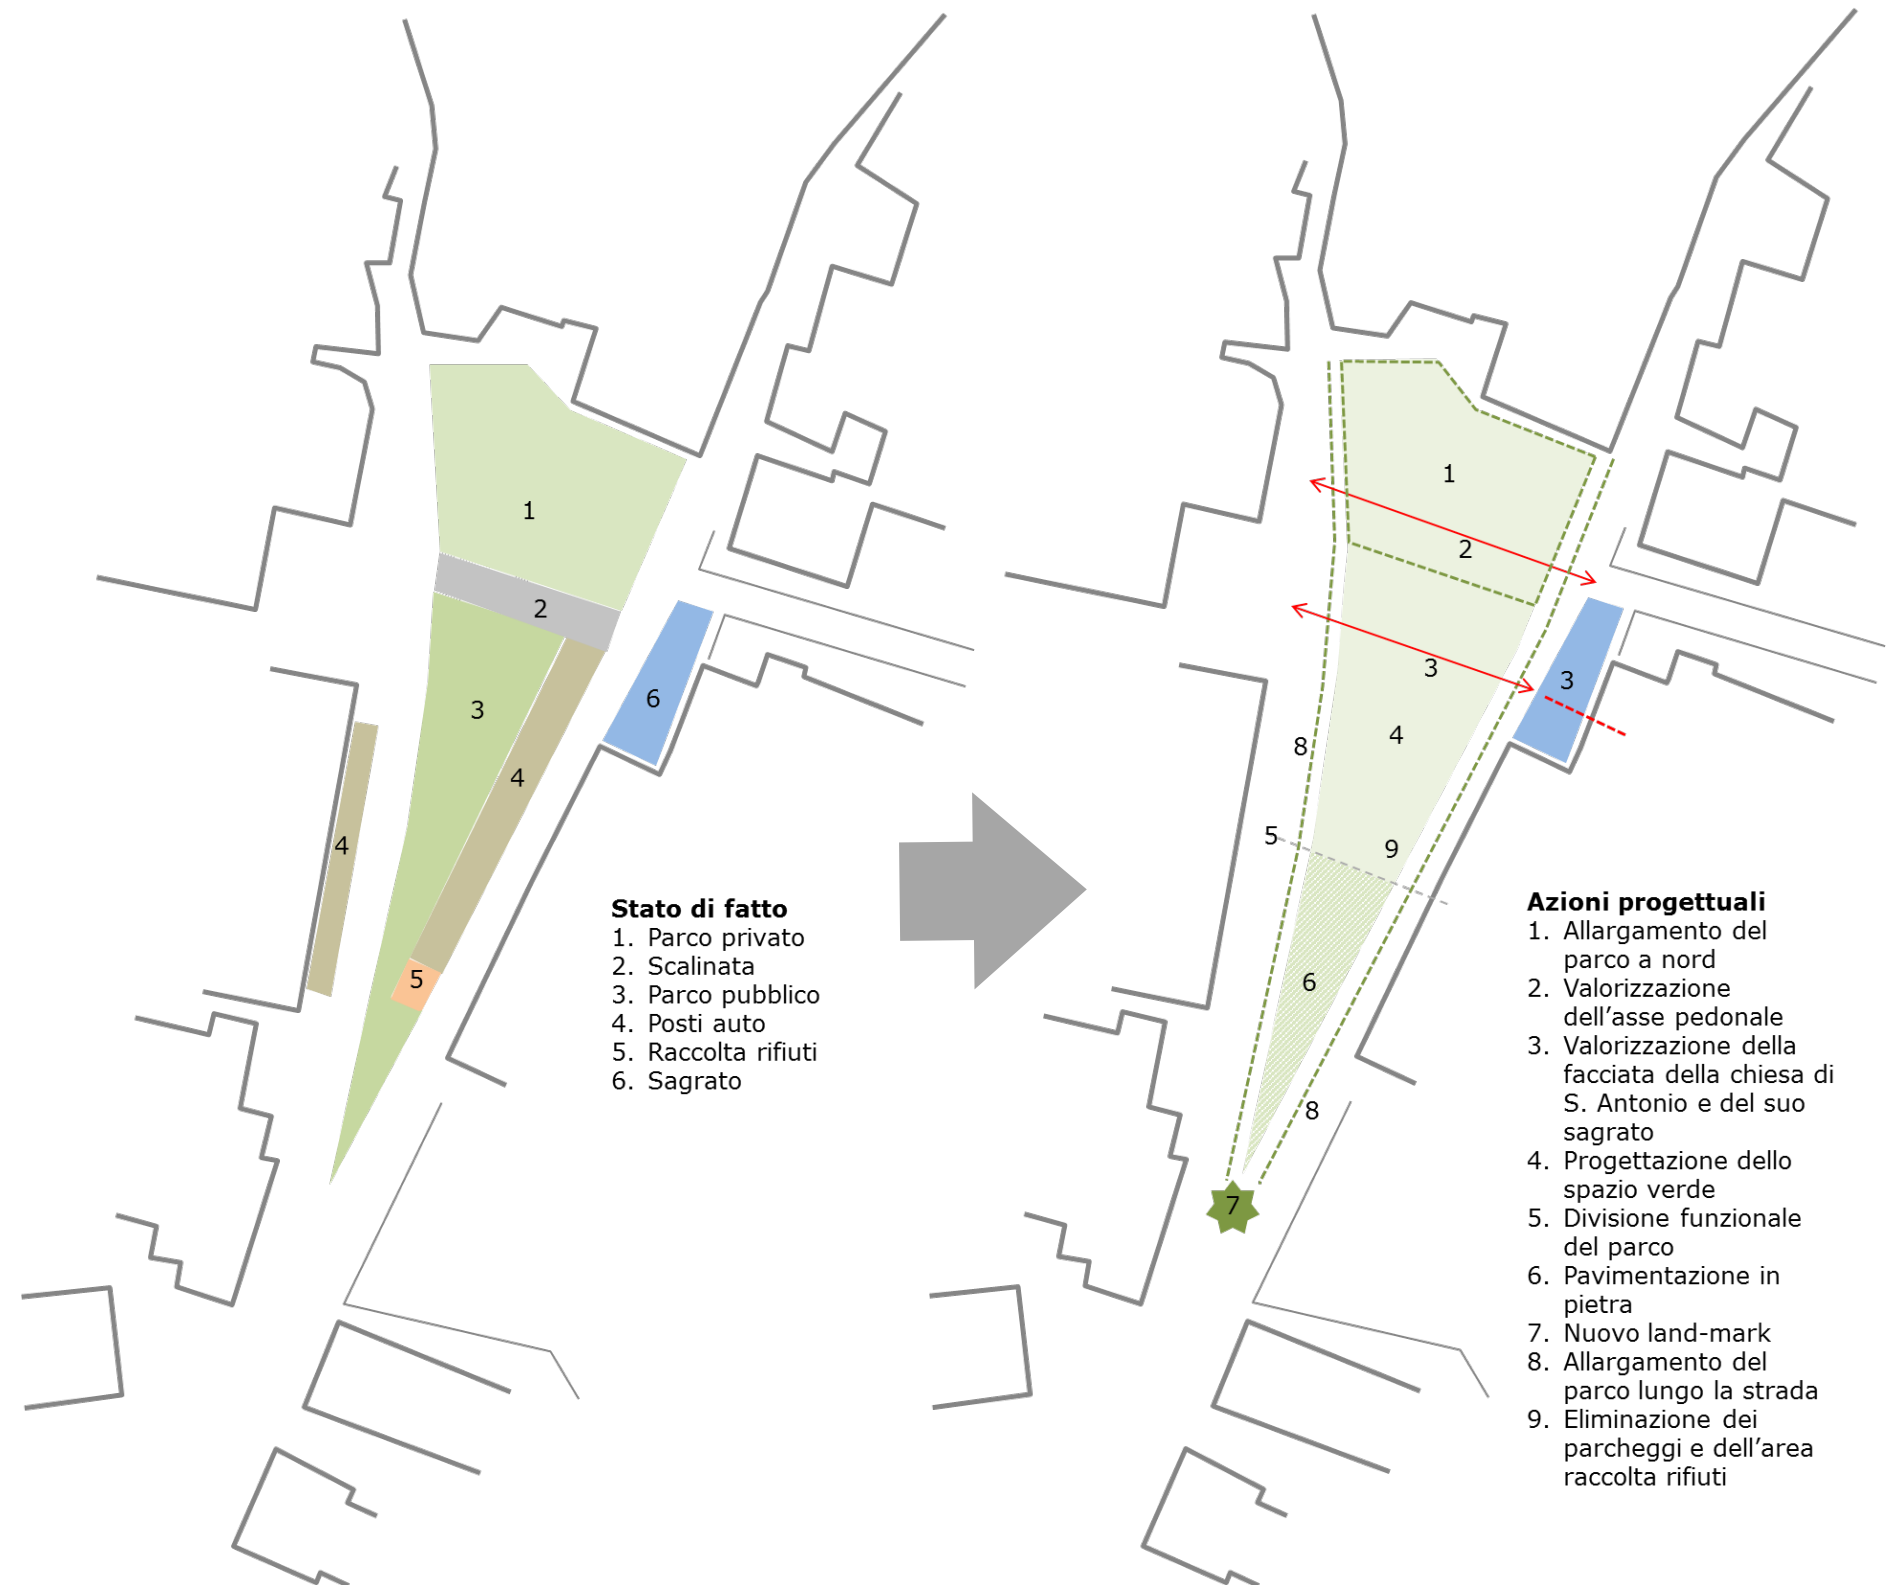 1
2
3
4
4
5
6
Stato di fatto
1. Parco privato
2. Scalinata
3. Parco pubblico
4. Posti auto
5. Raccolta rifiuti
6. Sagrato
1
2
3
3
4
8
5
9
6
8
7
Azioni progettuali
1. Allargamento del
parco a nord
2. Valorizzazione
dell’asse pedonale
3. Valorizzazione della
facciata della chiesa di
S. Antonio e del suo
sagrato
4. Progettazione dello
spazio verde
5. Divisione funzionale
del parco
6. Pavimentazione in
pietra
7. Nuovo land-mark
8. Allargamento del
parco lungo la strada
9. Eliminazione dei
parcheggi e dell’area
raccolta rifiuti